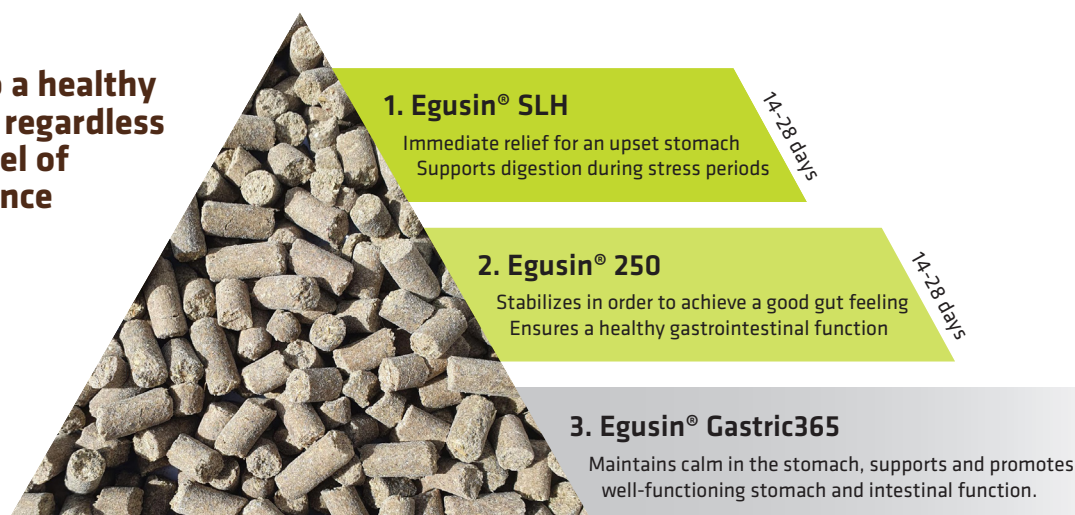 a healthy
regardless
of
1. Egusin® SLH
Immediate relief for an upset stomach
Supports digestion during stress periods
14-28 days
2. Egusin® 250
Stabilizes in order to achieve a good gut feeling
Ensures a healthy gastrointestinal function
14-28 days
3. Egusin® Gastric365
Maintains calm in the stomach, supports and promotes
well-functioning stomach and intestinal function.